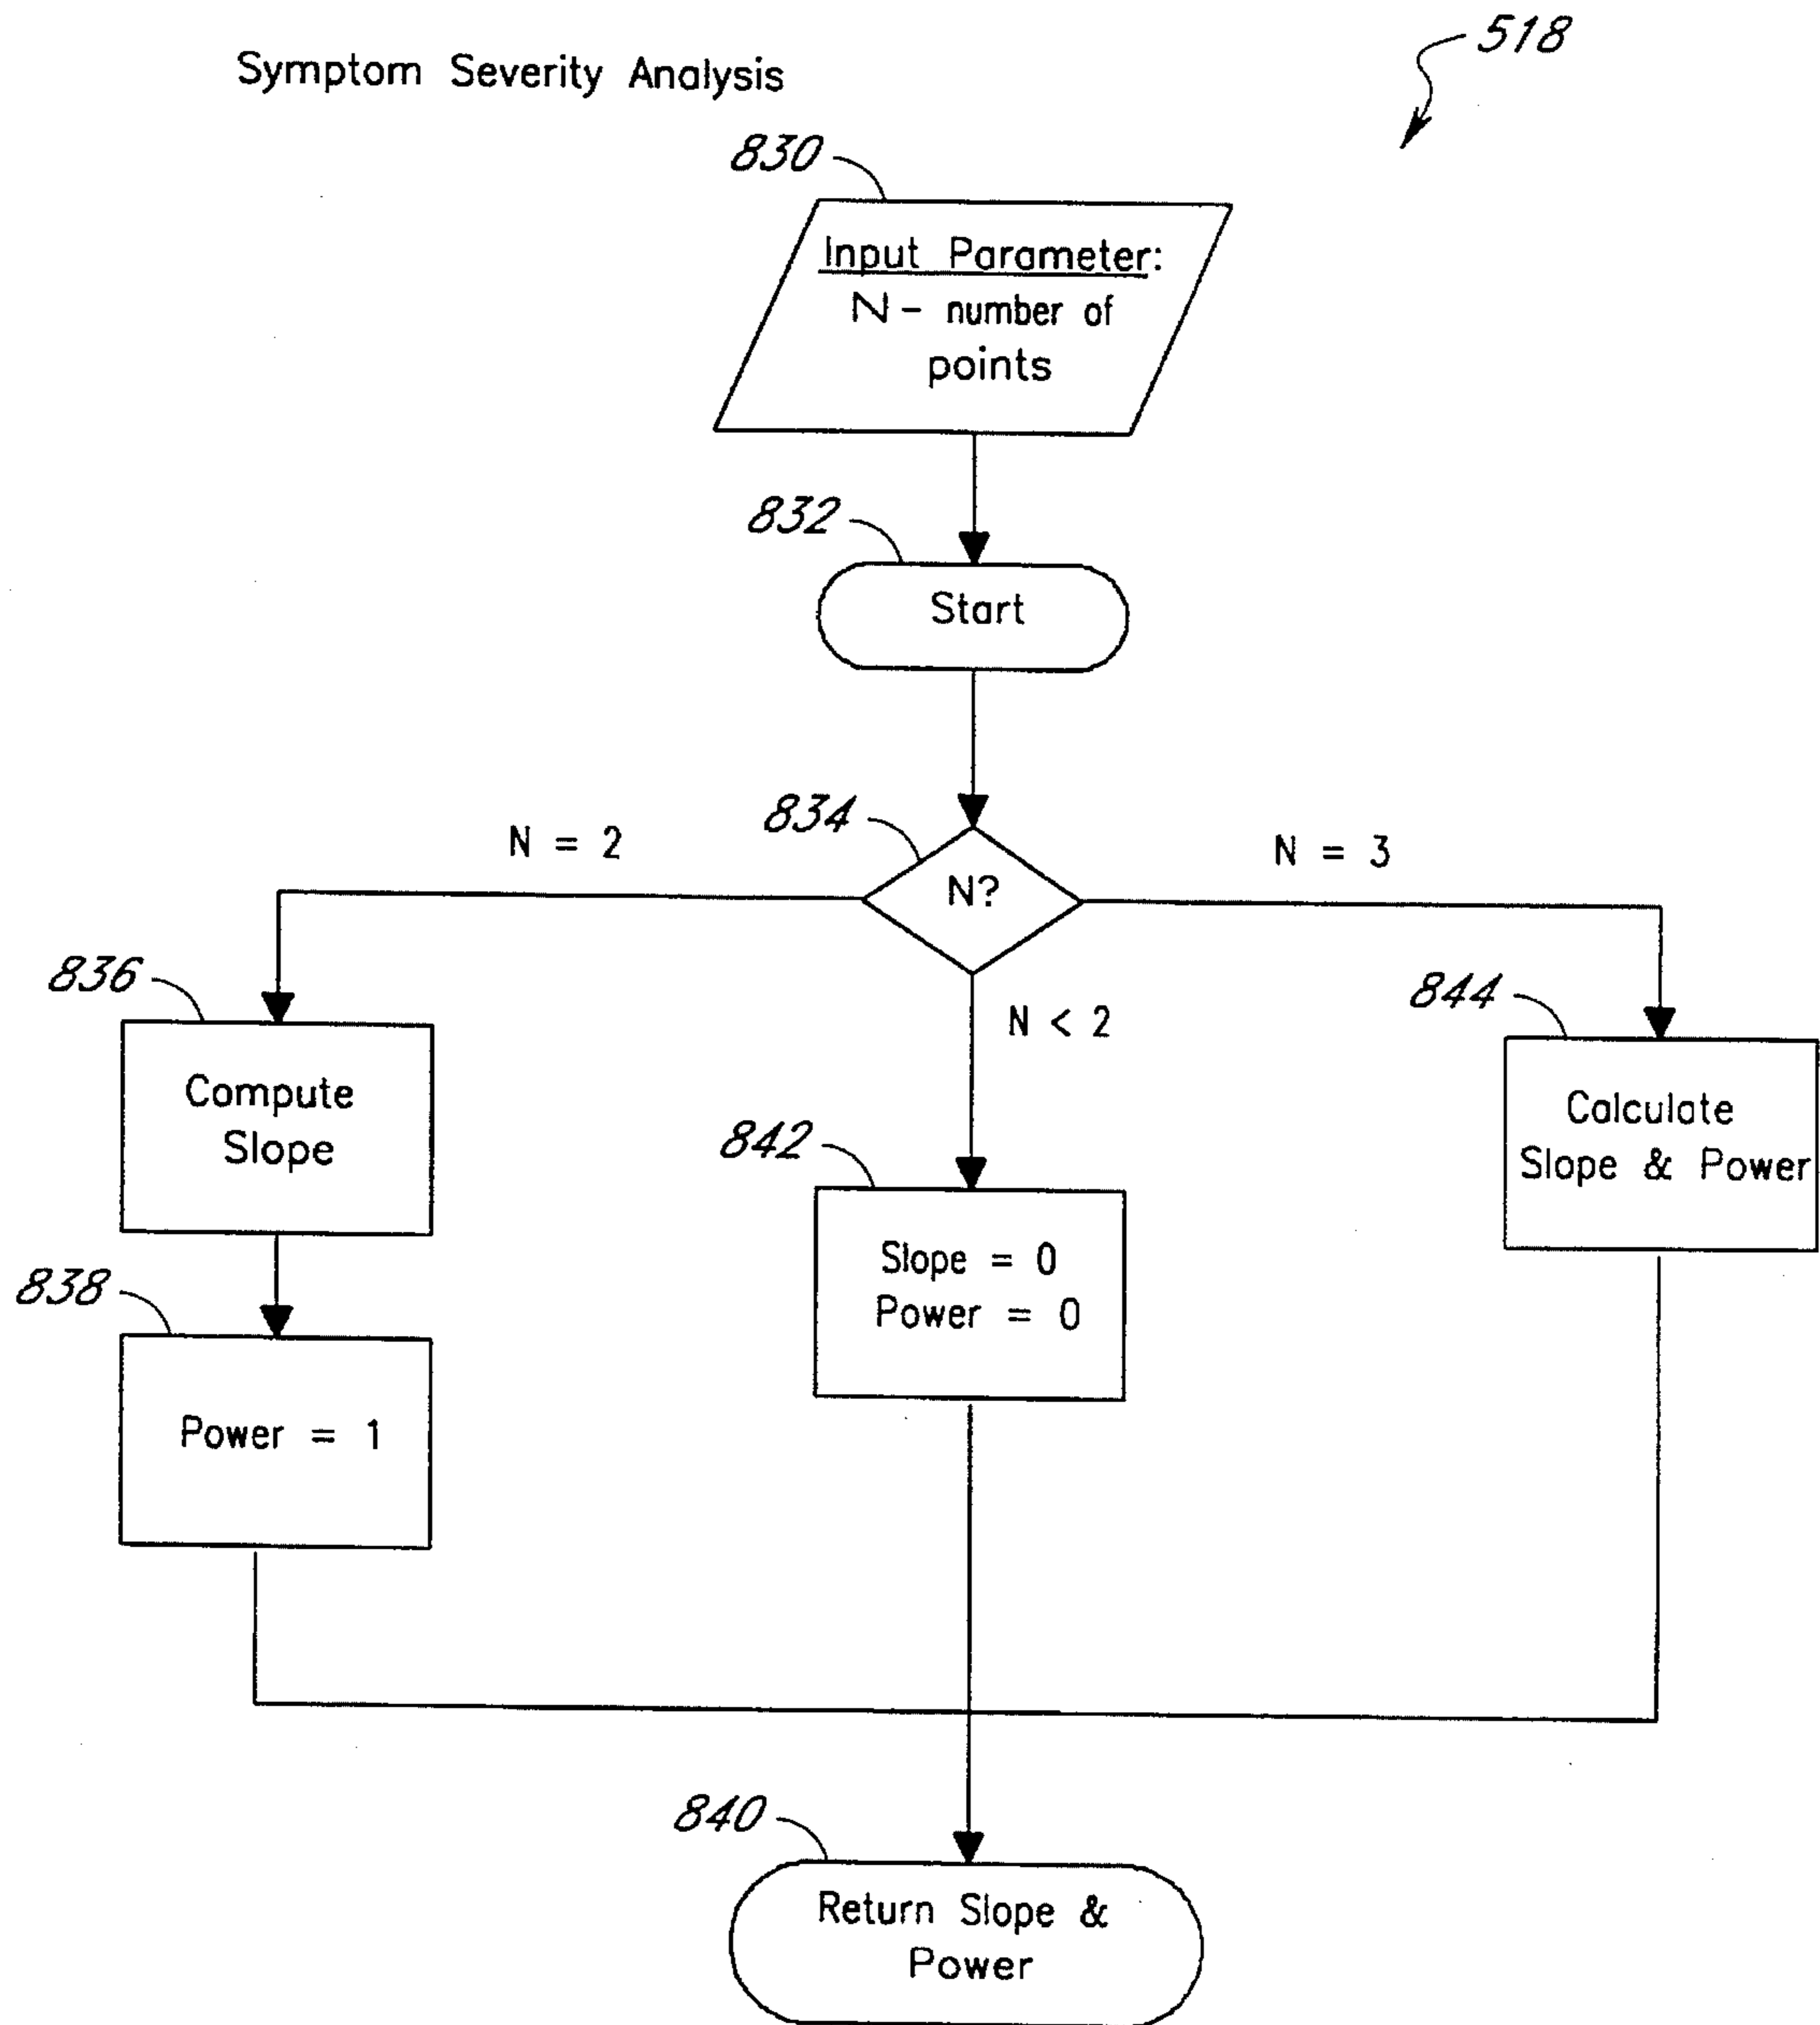 518
Symptom Severity Analysis
830
Input Parameter:
N - number of
points
832
Start
834
N = 2
N?
N = 3
N < 2
836
Compute
Slope
844
Calculate
Slope & Power
842
Slope = 0
Power = 0
838
Power = 1
840
Return Slope &
Power